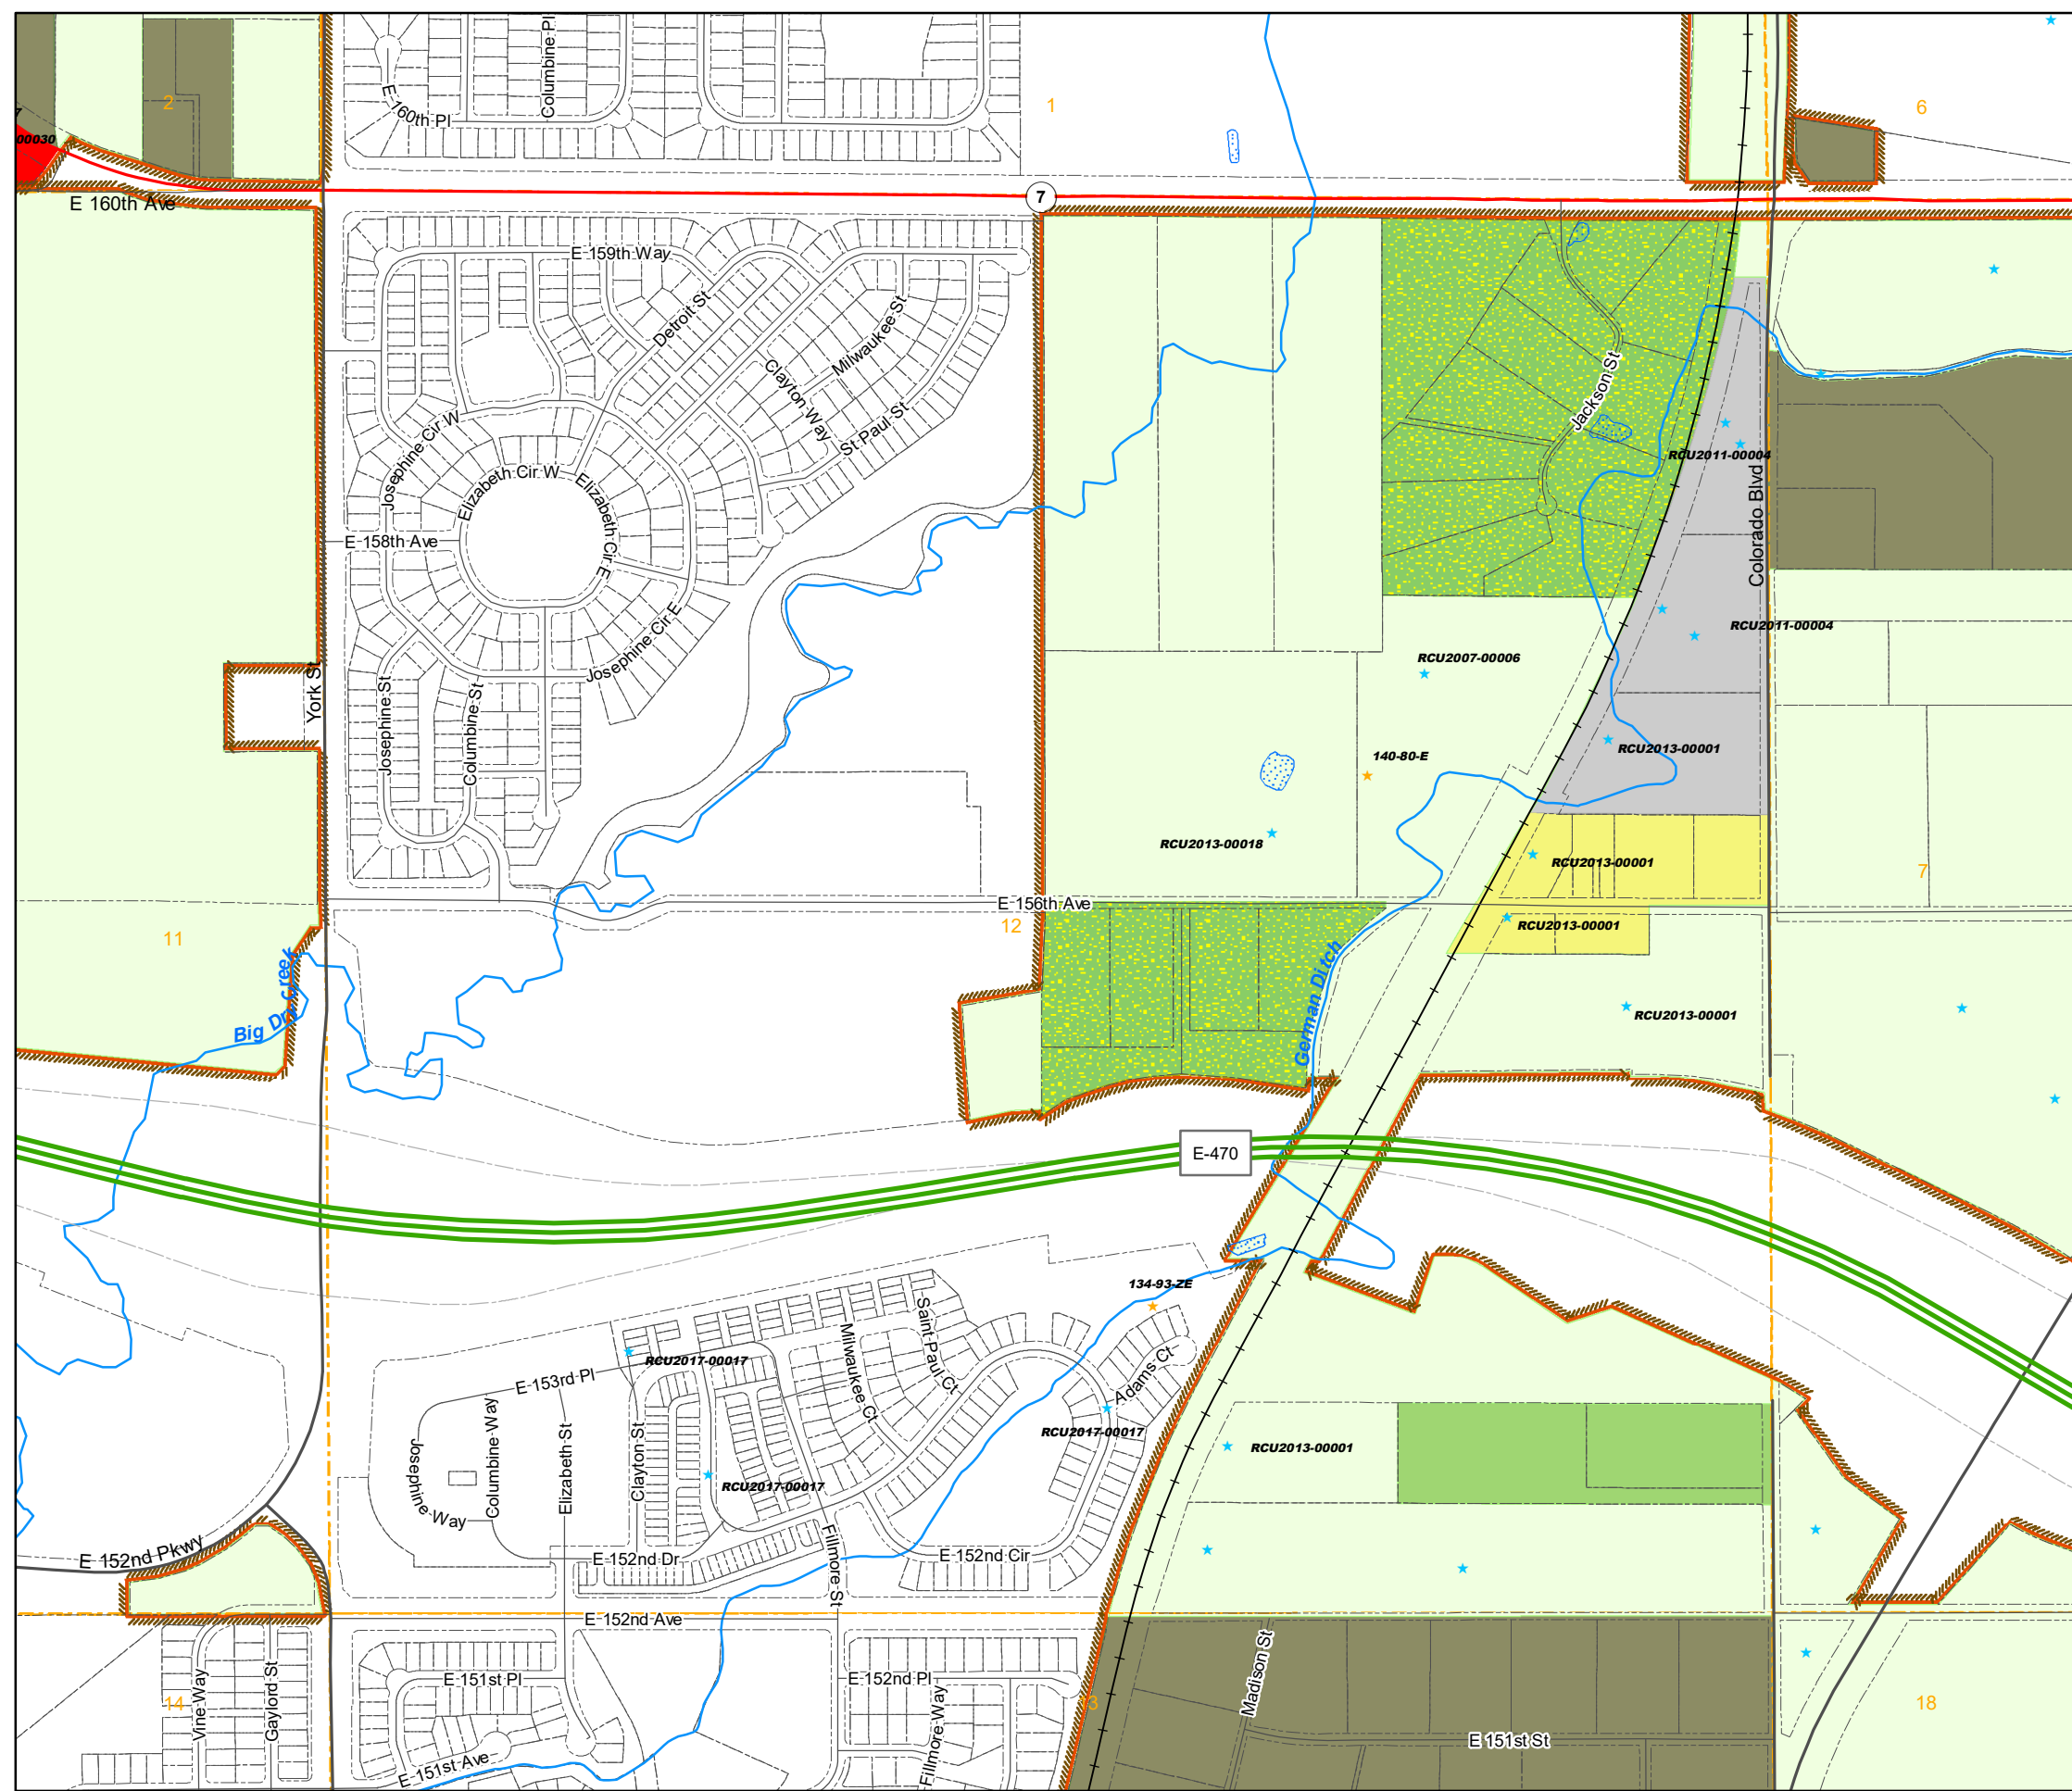 Columbine Pl
2
1
6
E 160th Pl
7
00030
7
E 160th Ave
E 159th Way
Detroit St
Milwaukee St
Clayton Way
St Paul St
Jackson St
Josephine Cir W
Elizabeth Cir W
Elizabeth Cir E
RCU2011-00004
Colorado Blvd
E 158th Ave
RCU2011-00004
Josephine Cir E
RCU2007-00006
York St
Josephine St
Columbine St
RCU2013-00001
140-80-E
RCU2013-00018
RCU2013-00001
7
E 156th Ave
12
RCU2013-00001
11
Big Dry Creek
German Ditch
RCU2013-00001
E-470
134-93-ZE
Saint Paul Ct
Milwaukee Ct
RCU2017-00017
E 153rd Pl
Adams Ct
RCU2017-00017
RCU2013-00001
Josephine Way
Columbine Way
Elizabeth St
Clayton St
RCU2017-00017
Fillmore St
E 152nd Pkwy
E 152nd Dr
E 152nd Cir
E 152nd Ave
Madison St
Vine Way
Gaylord St
E 151st Pl
E 152nd Pl
14
13
18
Fillmore Way
E 151st St
E 151st Ave